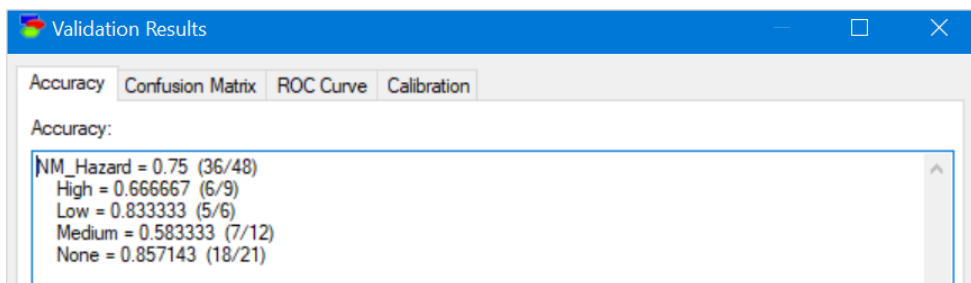 Validation Results
Accuracy Confusion Matrix ROC Curve Calibration
Accuracy:
NM_Hazard = 0.75 (36/48)
High = 0.666667 (6/9)
Low = 0.833333 (5/6)
Medium = 0.583333 (7/12)
None = 0.857143 (18/21)